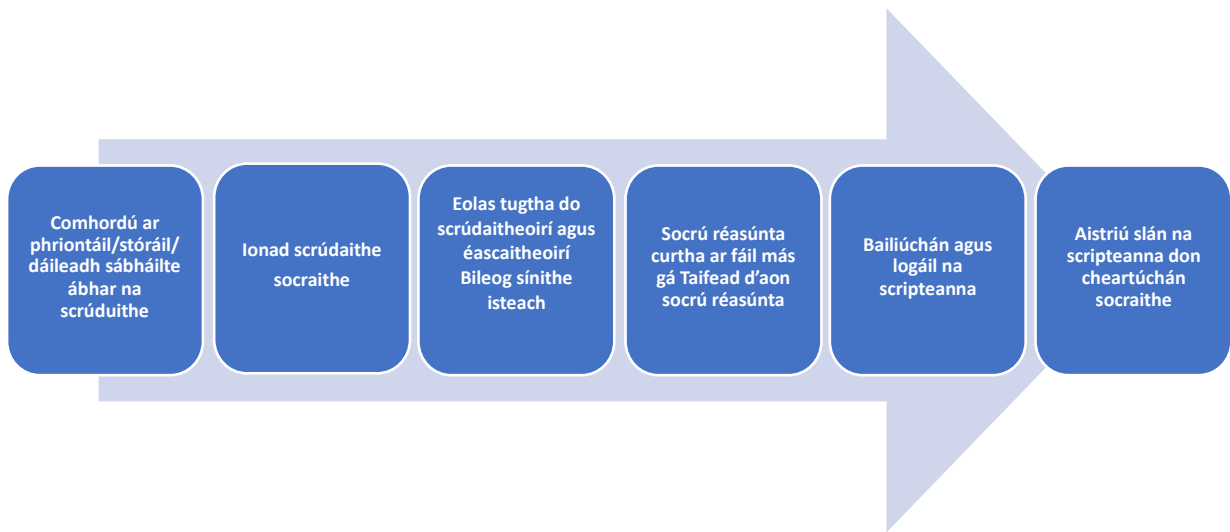 Comhordú ar
phriontáil/stóráil/
dáileadh sábháilte
ábhar na
scrúduithe
Ionad scrúdaithe
socraithe
Eolas tugtha do
scrúdaitheoirí agus
éascaitheoirí
Bileog sínithe
isteach
Socrú réasúnta
curtha ar fáil más
gá Taifead d’aon
socrú réasúnta
Bailiúchán agus
logáil na
scripteanna
Aistriú slán na
scripteanna don
cheartúchán
socraithe